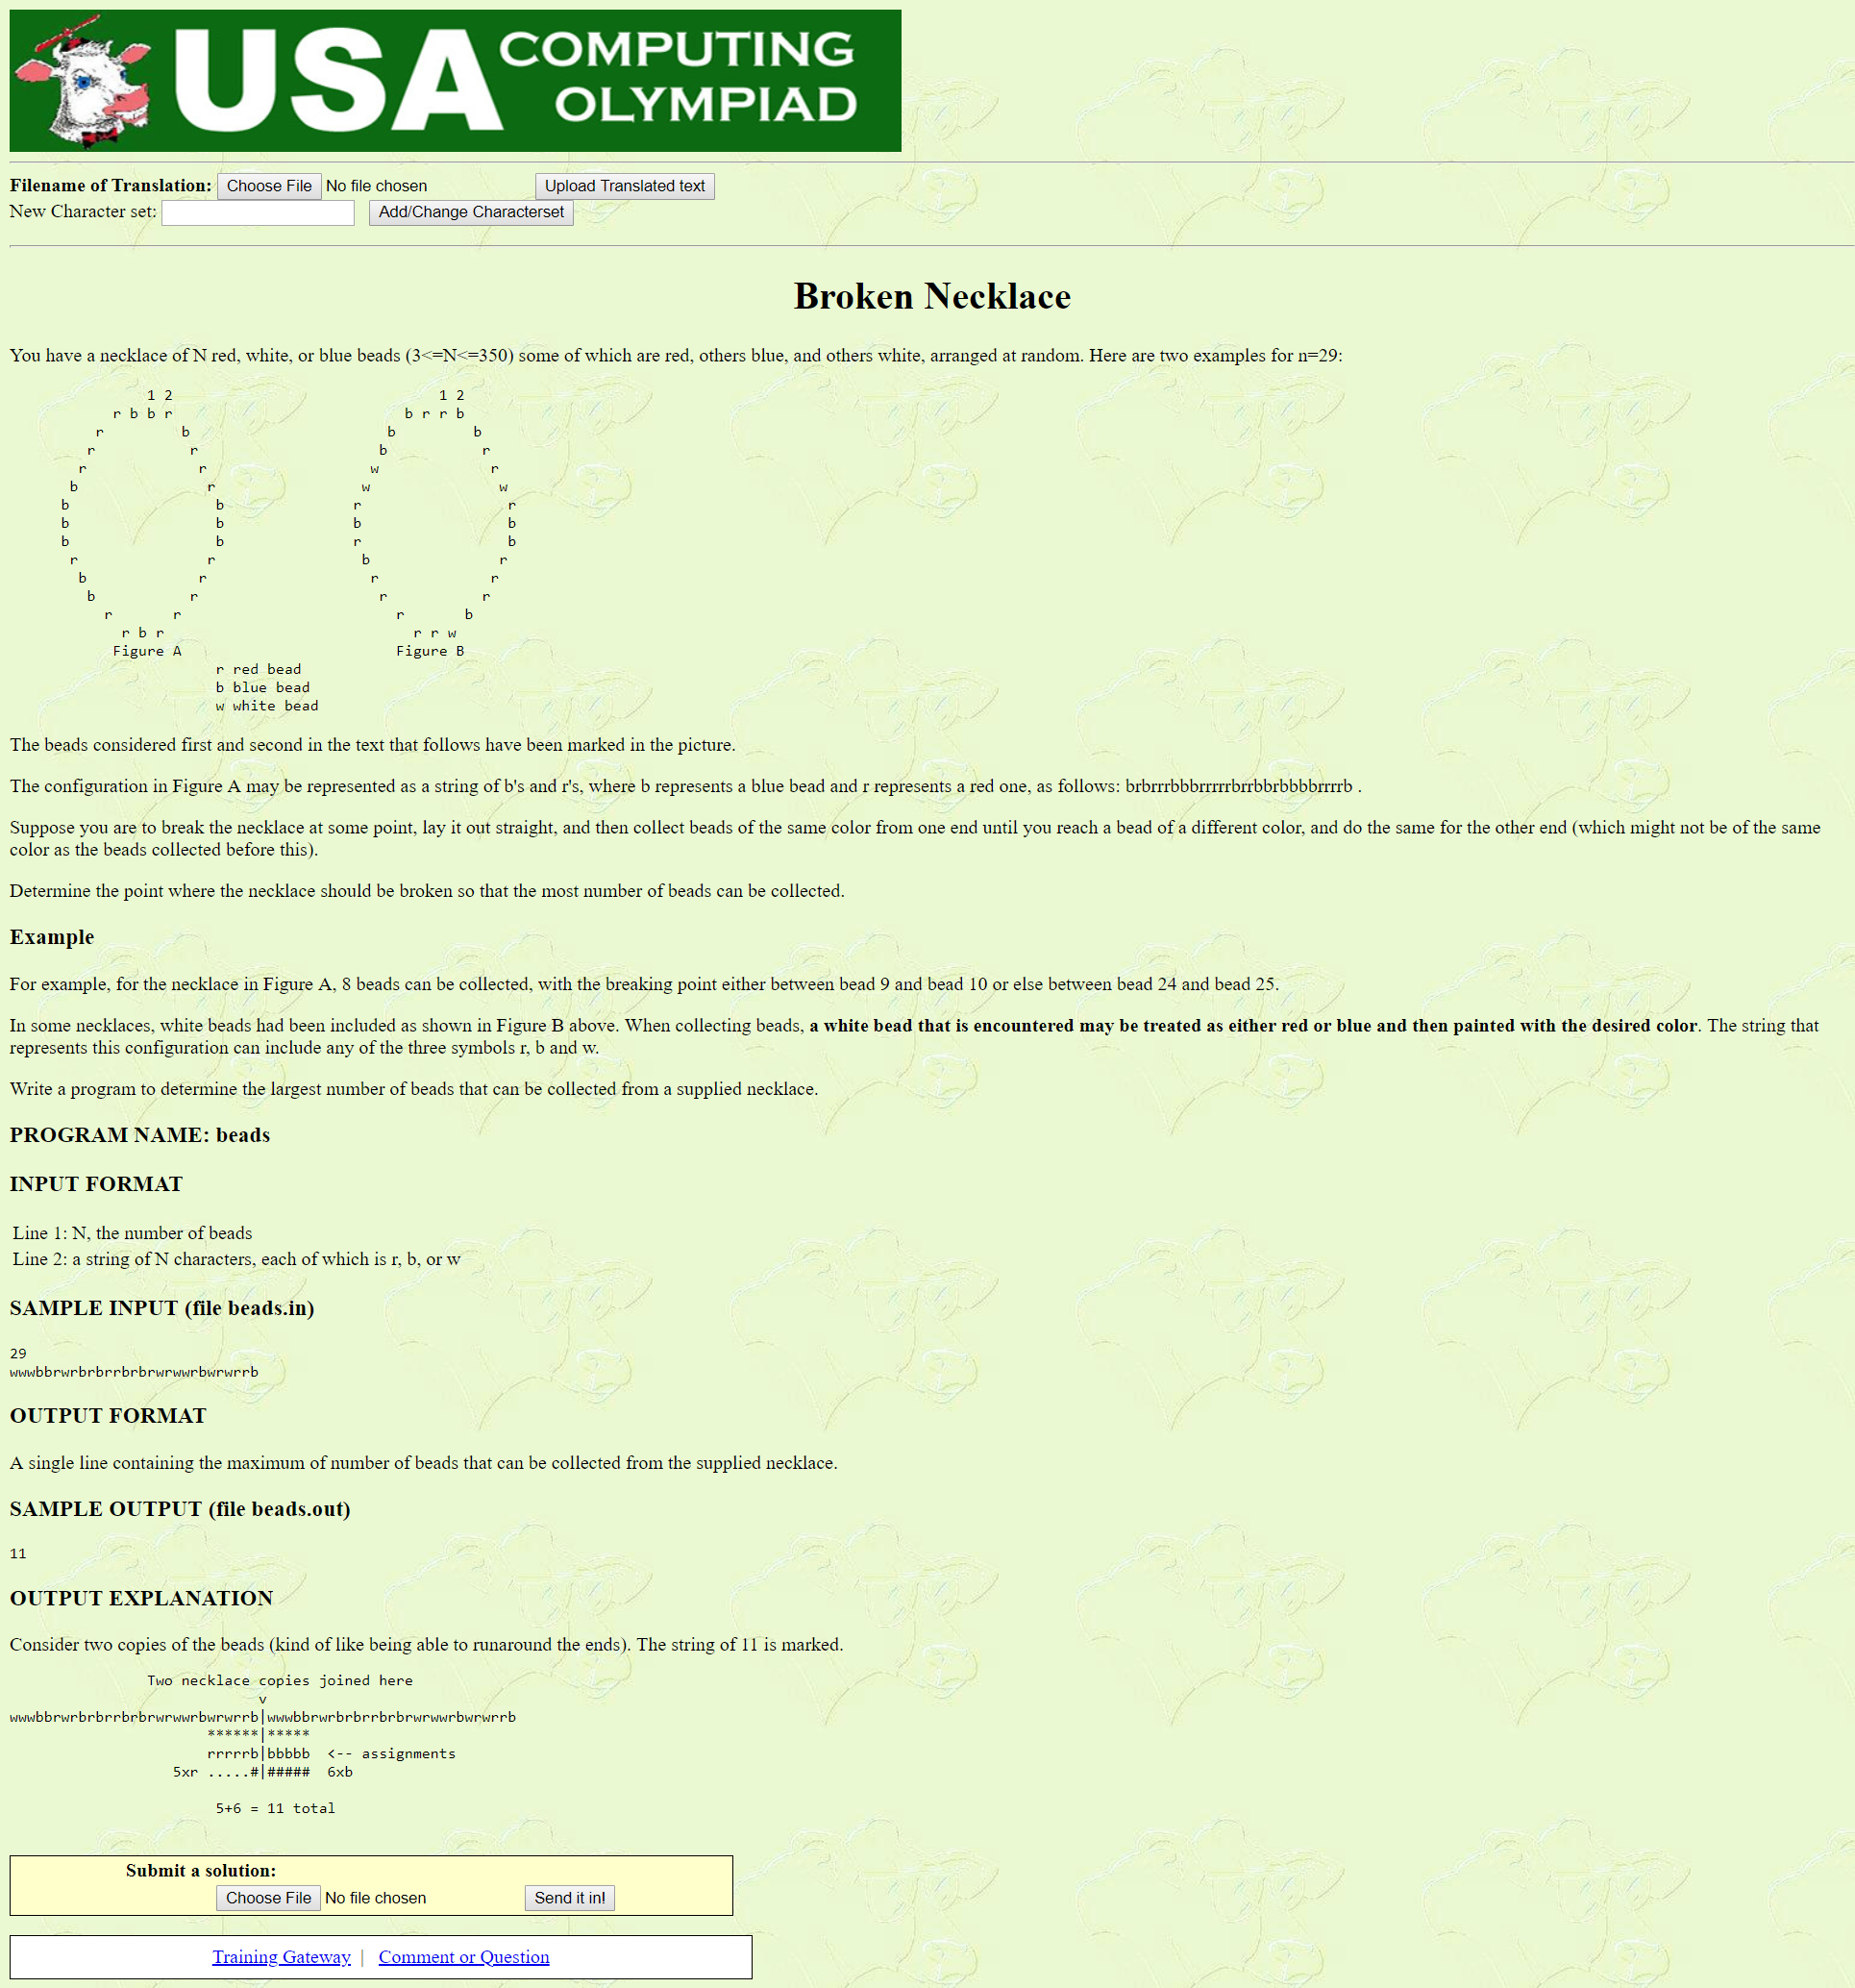 USA COMPUTING
OLYMPIAD
Filename of Translation: Choose File No file chosen Upload Translated text
New Character set: Add/Change Characterset
Broken Necklace
You have a necklace of N red, white, or blue beads (3<=N<=350) some of which are red, others blue, and others white, arranged at random. Here are two examples for n=29:
                1 2                               1 2
            r b b r                           b r r b
          r         b                       b         b
         r           r                     b           r
        r             r                   w             r
       b               r                 w               w
      b                 b               r                 r
      b                 b               b                 b
      b                 b               r                 b
       r               r                 b               r
        b             r                   r             r
         b           r                     r           r
           r       r                         r       b
             r b r                             r r w
            Figure A                         Figure B
                        r red bead
                        b blue bead
                        w white bead
The beads considered first and second in the text that follows have been marked in the picture.
The configuration in Figure A may be represented as a string of b's and r's, where b represents a blue bead and r represents a red one, as follows: brbrrrbbbrrrrrbrrbbrbbbbrrrrb .
Suppose you are to break the necklace at some point, lay it out straight, and then collect beads of the same color from one end until you reach a bead of a different color, and do the same for the other end (which might not be of the same
color as the beads collected before this).
Determine the point where the necklace should be broken so that the most number of beads can be collected.
Example
For example, for the necklace in Figure A, 8 beads can be collected, with the breaking point either between bead 9 and bead 10 or else between bead 24 and bead 25.
In some necklaces, white beads had been included as shown in Figure B above. When collecting beads, a white bead that is encountered may be treated as either red or blue and then painted with the desired color. The string that
represents this configuration can include any of the three symbols r, b and w.
Write a program to determine the largest number of beads that can be collected from a supplied necklace.
PROGRAM NAME: beads
INPUT FORMAT
Line 1: N, the number of beads
Line 2: a string of N characters, each of which is r, b, or w
SAMPLE INPUT (file beads.in)
29
wwwbbrwrbrbrrbrbrwrwwrbwrwrrb
OUTPUT FORMAT
A single line containing the maximum of number of beads that can be collected from the supplied necklace.
SAMPLE OUTPUT (file beads.out)
11
OUTPUT EXPLANATION
Consider two copies of the beads (kind of like being able to runaround the ends). The string of 11 is marked.
                Two necklace copies joined here
                             v
wwwbbrwrbrbrrbrbrwrwwrbwrwrrb|wwwbbrwrbrbrrbrbrwrwwrbwrwrrb
                       ******|*****
                       rrrrrb|bbbbb  <-- assignments
                   5xr .....#|#####  6xb
                        5+6 = 11 total
Submit a solution:
Choose File No file chosen Send it in!
Training Gateway | Comment or Question